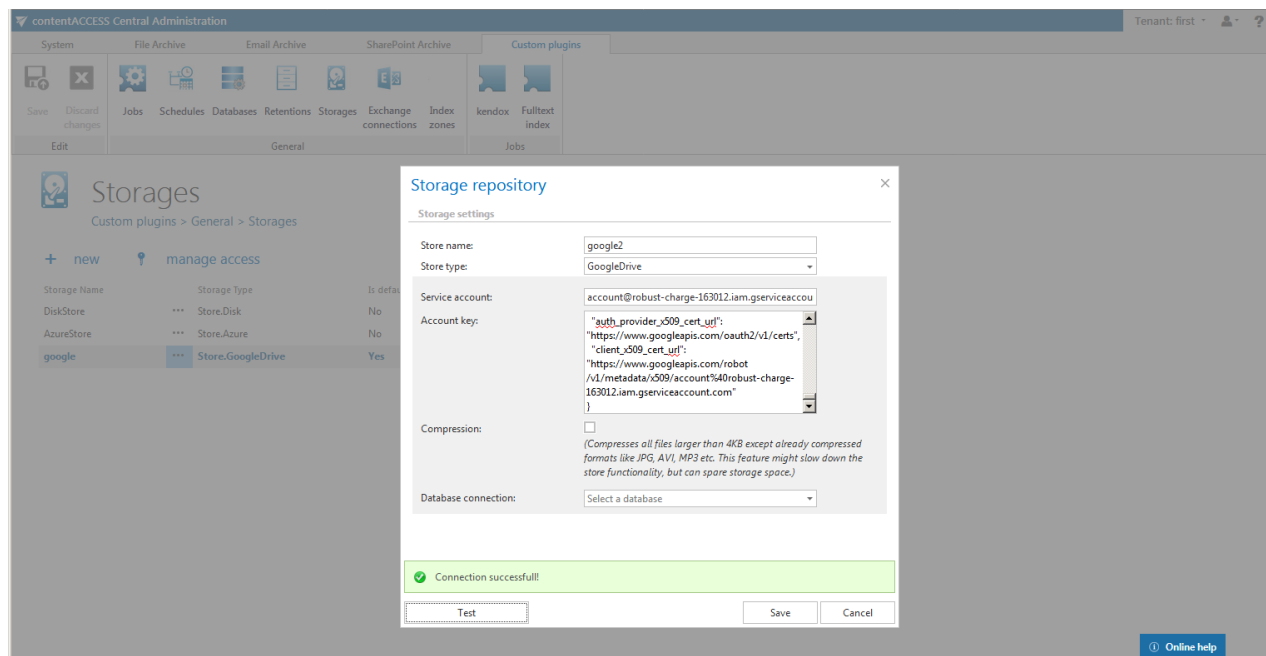 contentACCESS Central Administration
Tenant: first
?
System File Archive Email Archive SharePoint Archive Custom plugins
Save Discard changes Jobs Schedules Databases Retentions Storages Exchange connections Index zones kendox Fulltext index
Edit General Jobs
Storages
Custom plugins > General > Storages
+ new manage access
Storage Name Storage Type Is defau
DiskStore ••• Store.Disk No
AzureStore ••• Store.Azure No
google ••• Store.GoogleDrive Yes
Storage repository
Storage settings
Store name: google2
Store type: GoogleDrive
Service account: account@robust-charge-163012.iam.gserviceaccou
Account key: "auth_provider_x509_cert_url":
"https://www.googleapis.com/oauth2/v1/certs",
"client_x509_cert_url":
"https://www.googleapis.com/robot
/v1/metadata/x509/account%40robust-charge-
163012.iam.gserviceaccount.com"
}
Compression:
(Compresses all files larger than 4KB except already compressed
formats like JPG, AVI, MP3 etc. This feature might slow down the
store functionality, but can spare storage space.)
Database connection: Select a database
Connection successfull!
Test Save Cancel
Online help